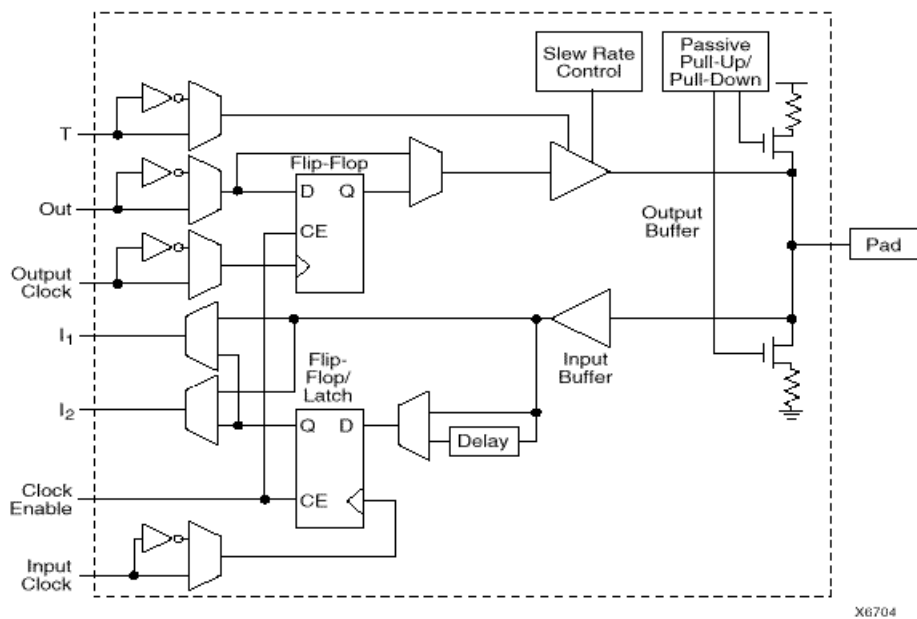 Slew Rate
Control
Passive
Pull-Up/
Pull-Down
T
Flip-Flop
D Q
Out
CE
Output
Buffer
Pad
Output
Clock
I1
Flip-
Flop/
Latch
Input
Buffer
I2
Q D
Delay
Clock
Enable
CE
Input
Clock
X6704